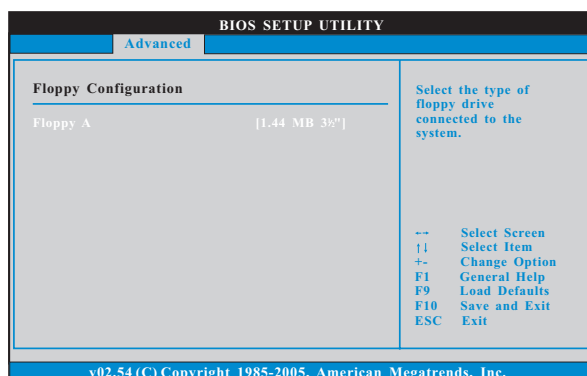 BIOS SETUP UTILITY
Advanced
Floppy Configuration
Floppy A [1.44 MB 3½"]
Select the type of
floppy drive
connected to the
system.
←→ Select Screen
↑↓ Select Item
+- Change Option
F1 General Help
F9 Load Defaults
F10 Save and Exit
ESC Exit
v02.54 (C) Copyright 1985-2005, American Megatrends, Inc.